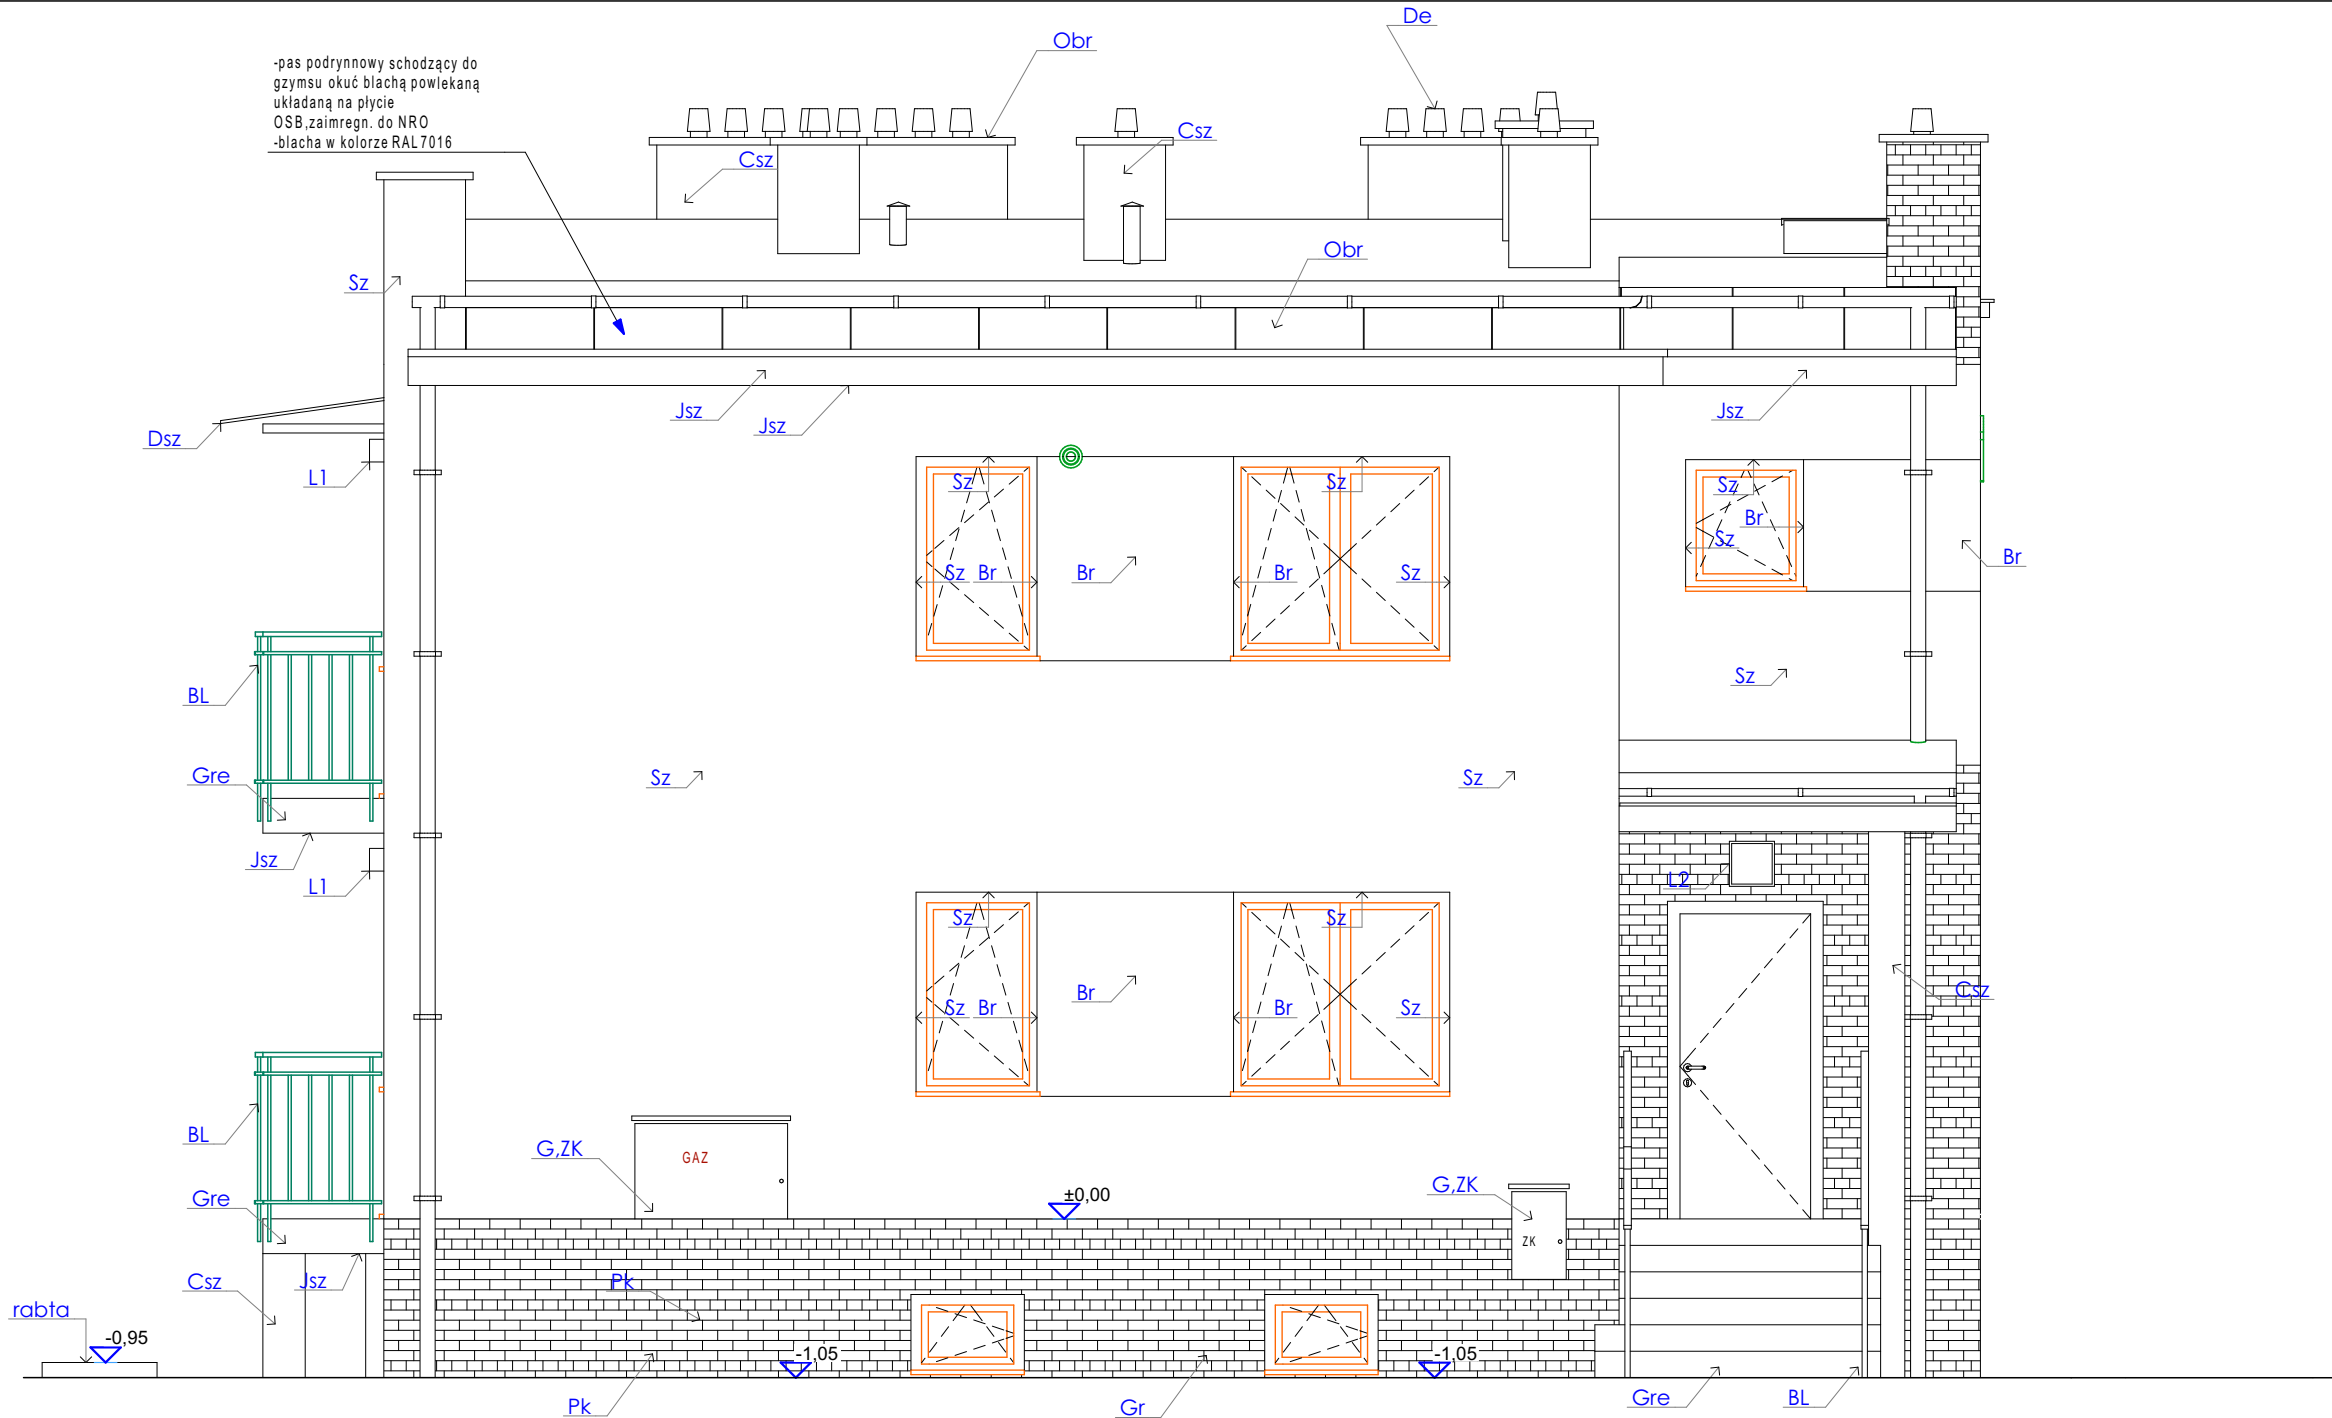 De
Obr
-pas podrynnowy schodzący do
gzymsu okuć blachą powlekaną
układaną na płycie
OSB,zaimregn. do NRO
-blacha w kolorze RAL7016
Csz
Csz
Obr
Sz
Jsz
Jsz
Jsz
Dsz
L1
Sz
Sz
Sz
Br
Sz
Br
Sz
Br
Br
Br
Sz
Sz
BL
Gre
Sz
Sz
Jsz
L1
L2
Sz
Sz
Br
Csz
Sz
Br
Br
Sz
BL
G,ZK
GAZ
Gre
±0,00
G,ZK
ZK
Csz
Jsz
Pk
rabta
-0,95
-1,05
-1,05
Pk
Gr
Gre
BL